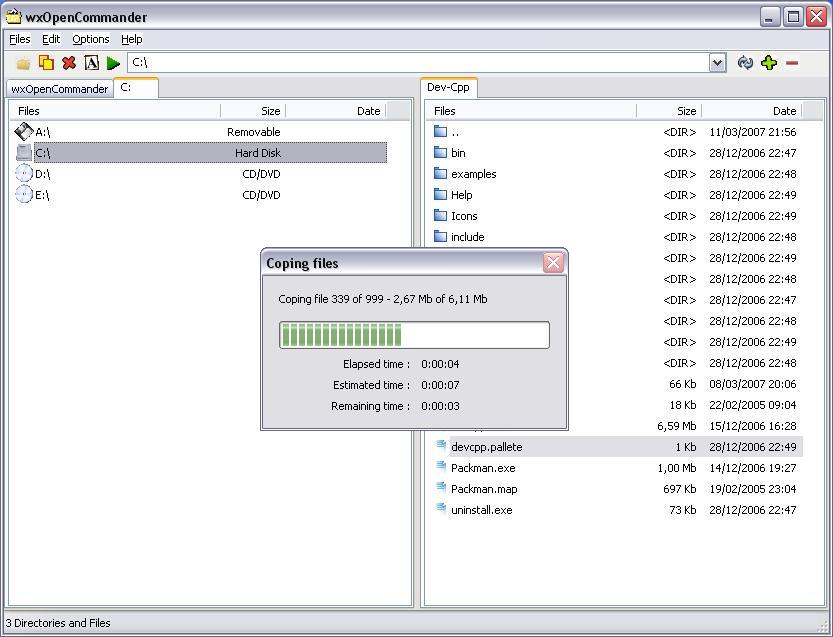 wxOpenCommander
Files Edit Options Help
A C:\
wxOpenCommander C:
Files Size Date
A:\ Removable
C:\ Hard Disk
D:\ CD/DVD
E:\ CD/DVD
Dev-Cpp
Files Size Date
.. <DIR> 11/03/2007 21:56
bin <DIR> 28/12/2006 22:47
examples <DIR> 28/12/2006 22:48
Help <DIR> 28/12/2006 22:49
Icons <DIR> 28/12/2006 22:49
include <DIR> 28/12/2006 22:48
<DIR> 28/12/2006 22:49
<DIR> 28/12/2006 22:48
<DIR> 28/12/2006 22:47
<DIR> 28/12/2006 22:48
<DIR> 28/12/2006 22:49
<DIR> 28/12/2006 22:48
66 Kb 08/03/2007 20:06
18 Kb 22/02/2005 09:04
6,59 Mb 15/12/2006 16:28
devcpp.pallete 1 Kb 28/12/2006 22:49
Packman.exe 1,00 Mb 14/12/2006 19:27
Packman.map 697 Kb 19/02/2005 23:04
uninstall.exe 73 Kb 28/12/2006 22:47
Coping files
Coping file 339 of 999 - 2,67 Mb of 6,11 Mb
Elapsed time : 0:00:04
Estimated time : 0:00:07
Remaining time : 0:00:03
3 Directories and Files